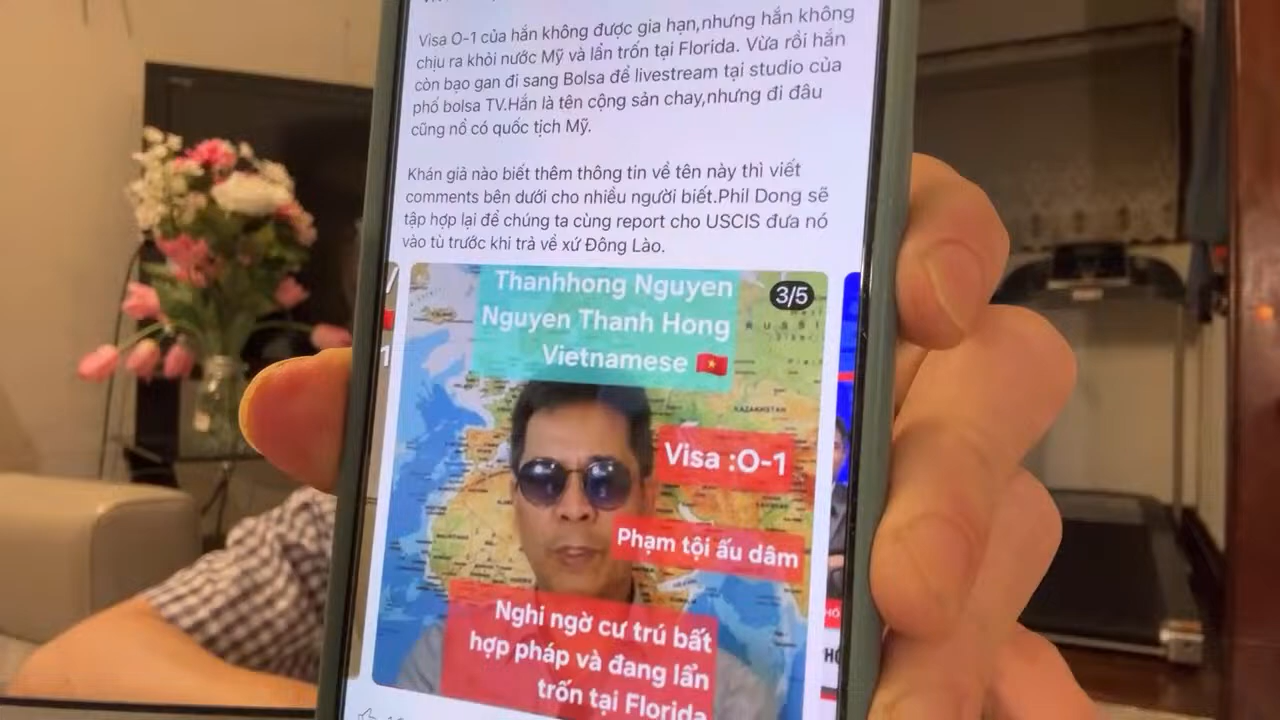 Visa O-1 của hắn không được gia hạn,nhưng hắn không
chịu ra khỏi nước Mỹ và lẩn trốn tại Florida. Vừa rồi hắn
còn bạo gan đi sang Bolsa để livestream tại studio của
phố bolsa TV.Hắn là tên cộng sản chay,nhưng đi đâu
cũng nổ có quốc tịch Mỹ.
Khán giả nào biết thêm thông tin về tên này thì viết
comments bên dưới cho nhiều người biết.Phil Dong sẽ
tập hợp lại để chúng ta cùng report cho USCIS đưa nó
vào tù trước khi trả về xứ Đông Lào.
3/5
Thanhhong Nguyen
Nguyen Thanh Hong
Vietnamese
RUSSI
KAZAKHSTAN
Visa :O-1
Phạm tội ấu dâm
Nghi ngờ cư trú bất
hợp pháp và đang lẩn
trốn tại Florida